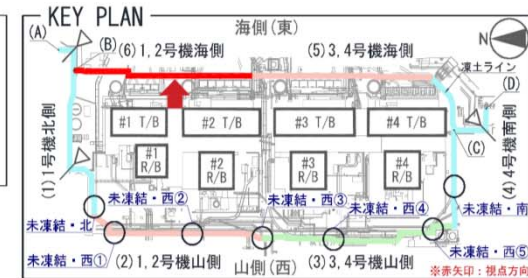 KEY PLAN
海側(東)
(A)
(B)
(6)1,2号機海側
(5)3,4号機海側
N
凍土ライン
(D)
#1 T/B
#2 T/B
#3 T/B
#4 T/B
(1)1号機北側
(C)
(4)4号機南側
#1
R/B
#2
R/B
#3
R/B
#4
R/B
未凍結・北
未凍結・西②
未凍結・西③
未凍結・西④
未凍結・南
未凍結・西①
(2)1,2号機山側
(3)3,4号機山側
未凍結・西⑤
山側(西)
※赤矢印：視点方向